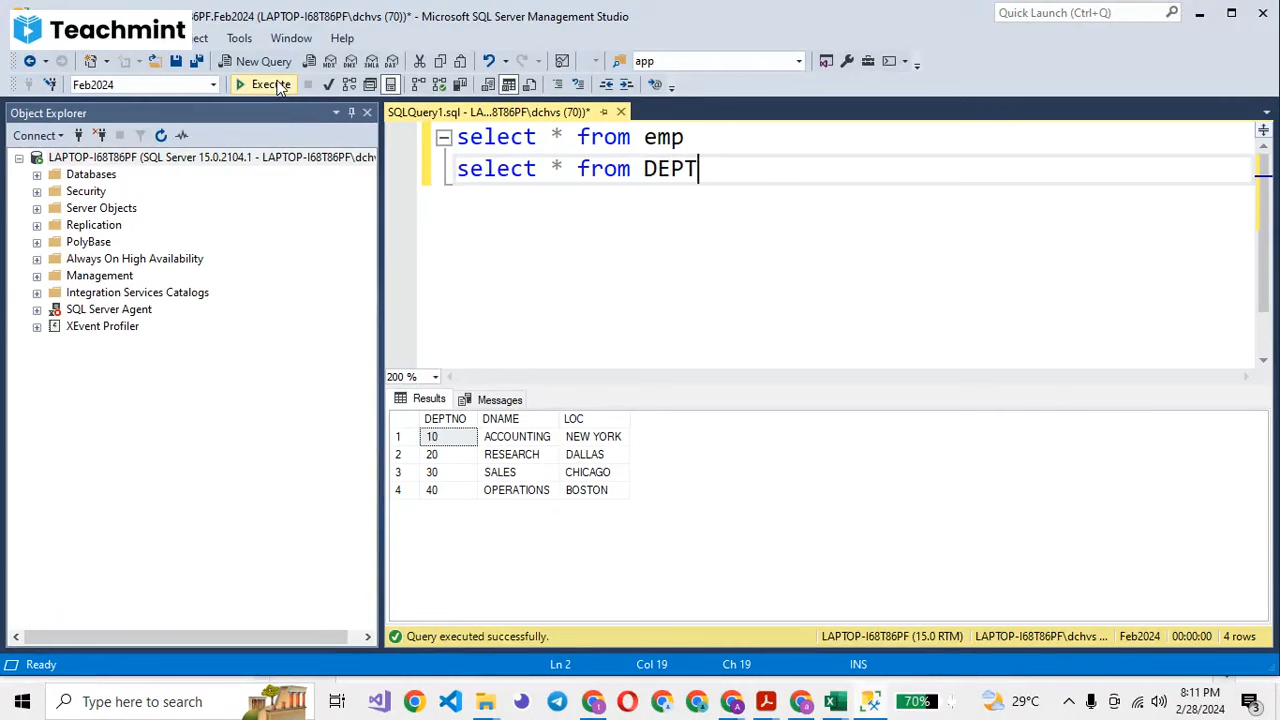 Teachmint
PF.Feb2024 (LAPTOP-I68T86PF\dchvs (70))* - Microsoft SQL Server Management Studio
Quick Launch (Ctrl+Q)
Tools Window Help
New Query
MDX DMX XMLA DAX
app
Feb2024
Execute
Object Explorer
SQLQuery1.sql - LA...8T86PF\dchvs (70))*
Connect
select * from emp
select * from DEPT
LAPTOP-I68T86PF (SQL Server 15.0.2104.1 - LAPTOP-I68T86PF\dchv
Databases
Security
Server Objects
Replication
PolyBase
Always On High Availability
Management
Integration Services Catalogs
SQL Server Agent
XEvent Profiler
200 %
Results Messages
DEPTNO DNAME LOC
1 10 ACCOUNTING NEW YORK
2 20 RESEARCH DALLAS
3 30 SALES CHICAGO
4 40 OPERATIONS BOSTON
Query executed successfully.
LAPTOP-I68T86PF (15.0 RTM) LAPTOP-I68T86PF\dchvs ... Feb2024 00:00:00 4 rows
Ready Ln 2 Col 19 Ch 19 INS
Type here to search
70% 29°C
8:11 PM
2/28/2024
3